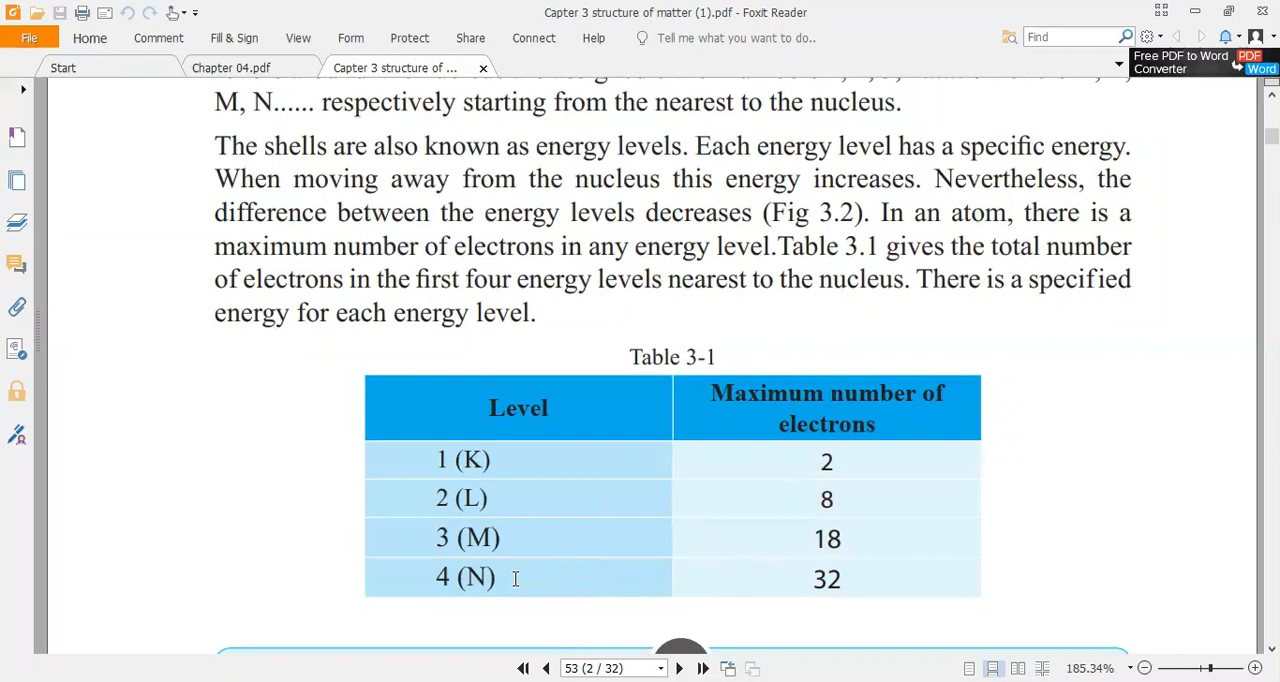 Capter 3 structure of matter (1).pdf - Foxit Reader
File Home Comment Fill & Sign View Form Protect Share Connect Help Tell me what you want to do.. Find
Start Chapter 04.pdf Capter 3 structure of ... Free PDF to Word Converter PDF Word
M, N...... respectively starting from the nearest to the nucleus.
The shells are also known as energy levels. Each energy level has a specific energy.
When moving away from the nucleus this energy increases. Nevertheless, the
difference between the energy levels decreases (Fig 3.2). In an atom, there is a
maximum number of electrons in any energy level.Table 3.1 gives the total number
of electrons in the first four energy levels nearest to the nucleus. There is a specified
energy for each energy level.
Table 3-1
Level Maximum number of electrons
1 (K) 2
2 (L) 8
3 (M) 18
4 (N) 32
53 (2 / 32) 185.34%